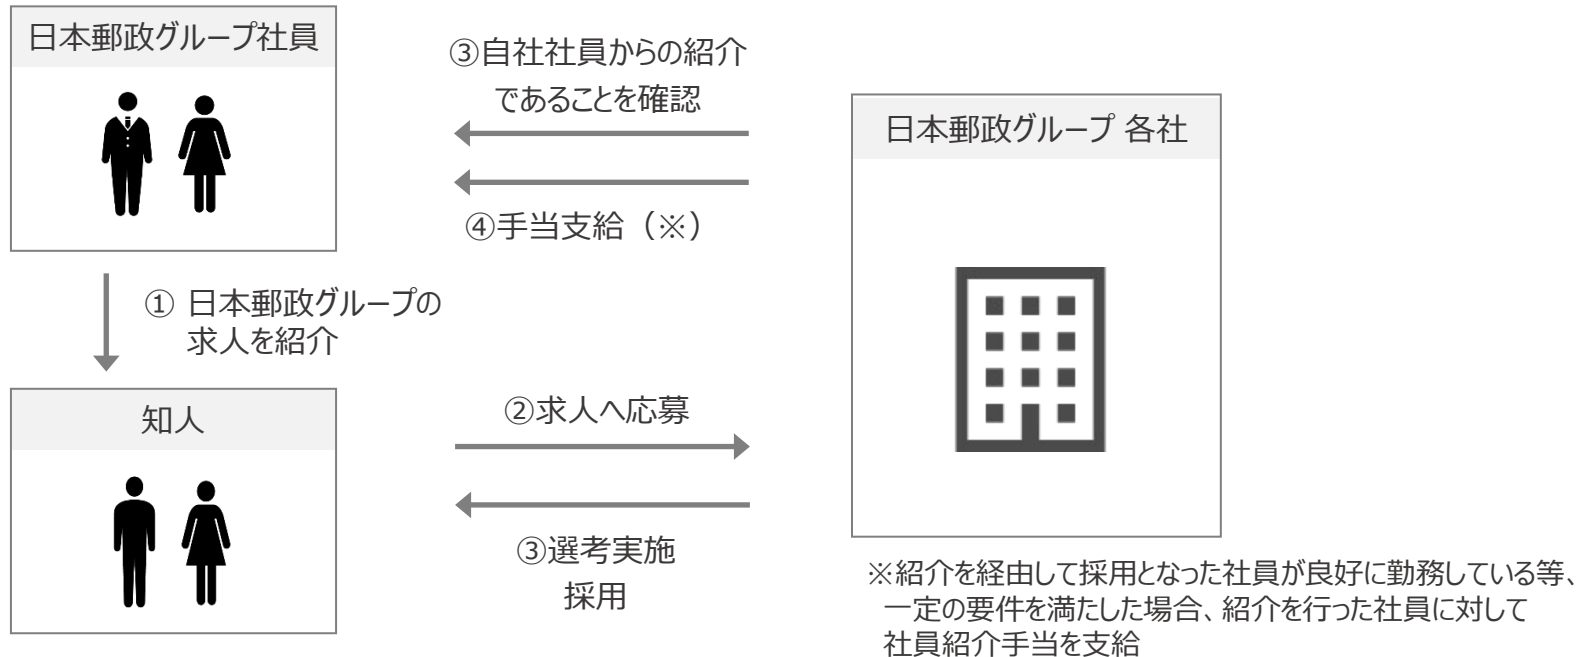 日本郵政グループ社員
③自社社員からの紹介
であることを確認
④手当支給（※）
日本郵政グループ 各社
① 日本郵政グループの
求人を紹介
知人
②求人へ応募
③選考実施
採用
※紹介を経由して採用となった社員が良好に勤務している等、
一定の要件を満たした場合、紹介を行った社員に対して
社員紹介手当を支給